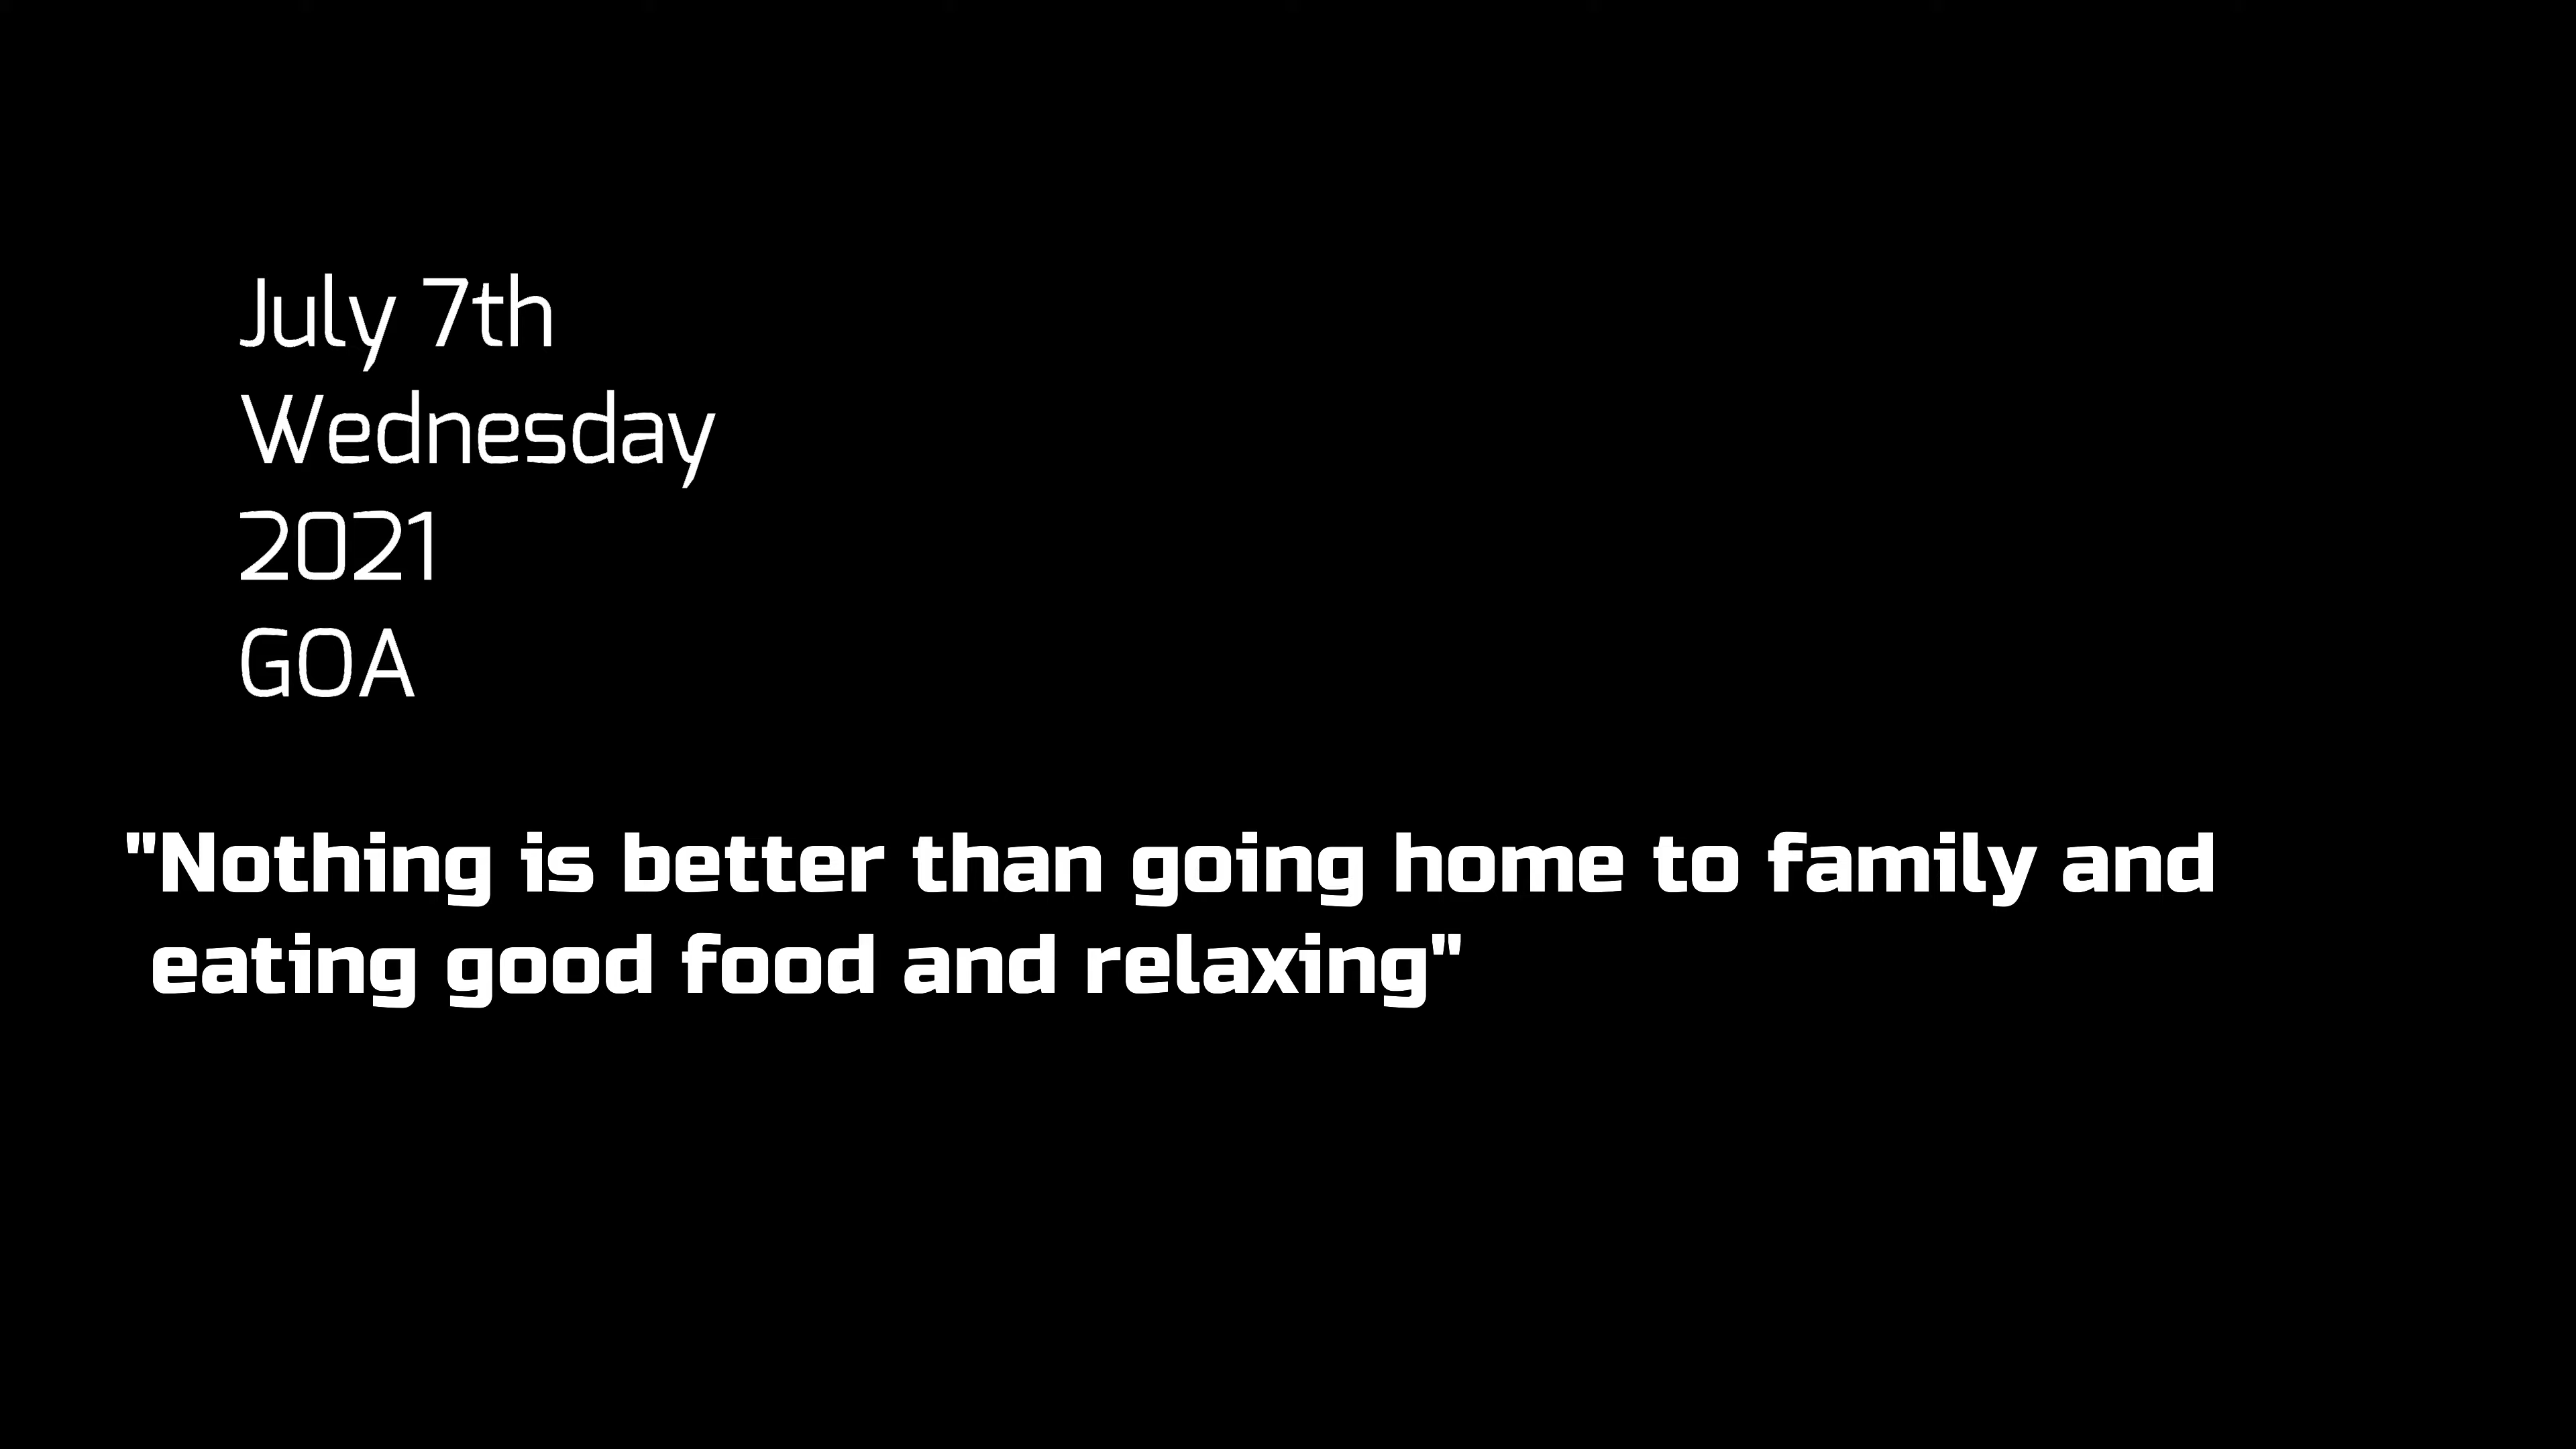 July 7th
Wednesday
2021
GOA
"Nothing is better than going home to family and
eating good food and relaxing"